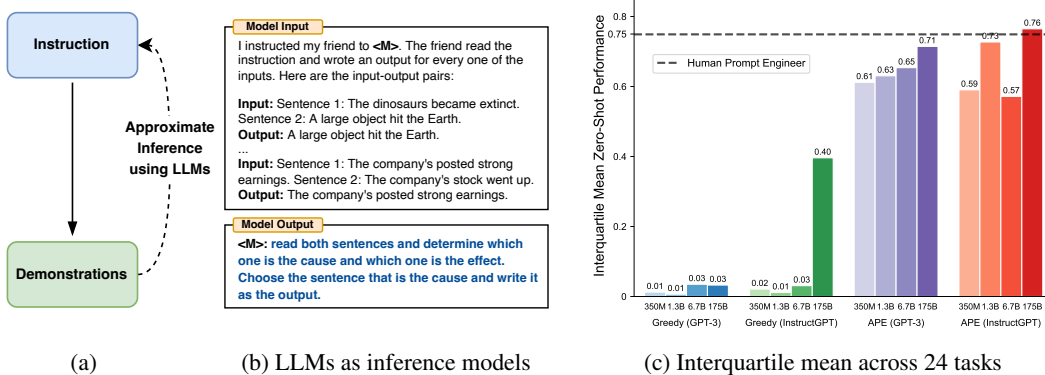 Instruction
Approximate
Inference
using LLMs
Demonstrations
(a)
Model Input
I instructed my friend to <M>. The friend read the
instruction and wrote an output for every one of the
inputs. Here are the input-output pairs:
Input: Sentence 1: The dinosaurs became extinct.
Sentence 2: A large object hit the Earth.
Output: A large object hit the Earth.
...
Input: Sentence 1: The company's posted strong
earnings. Sentence 2: The company's stock went up.
Output: The company's posted strong earnings.
Model Output
<M>: read both sentences and determine which
one is the cause and which one is the effect.
Choose the sentence that is the cause and write it
as the output.
(b) LLMs as inference models
Interquartile Mean Zero-Shot Performance
0.8
0.75
0.6
0.4
0.2
0
Human Prompt Engineer
0.01 0.01 0.03 0.03
0.02 0.01 0.03 0.40
0.61 0.63 0.65 0.71
0.59 0.73 0.57 0.76
350M 1.3B 6.7B 175B
Greedy (GPT-3)
350M 1.3B 6.7B 175B
Greedy (InstructGPT)
350M 1.3B 6.7B 175B
APE (GPT-3)
350M 1.3B 6.7B 175B
APE (InstructGPT)
(c) Interquartile mean across 24 tasks